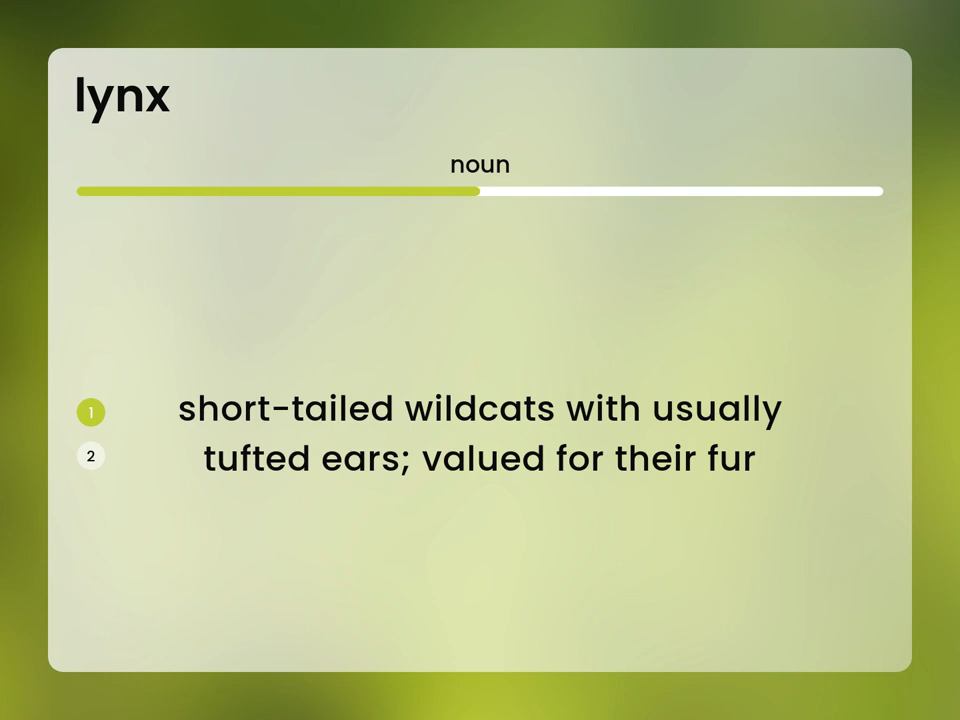 lynx
noun
1
short-tailed wildcats with usually
2
tufted ears; valued for their fur